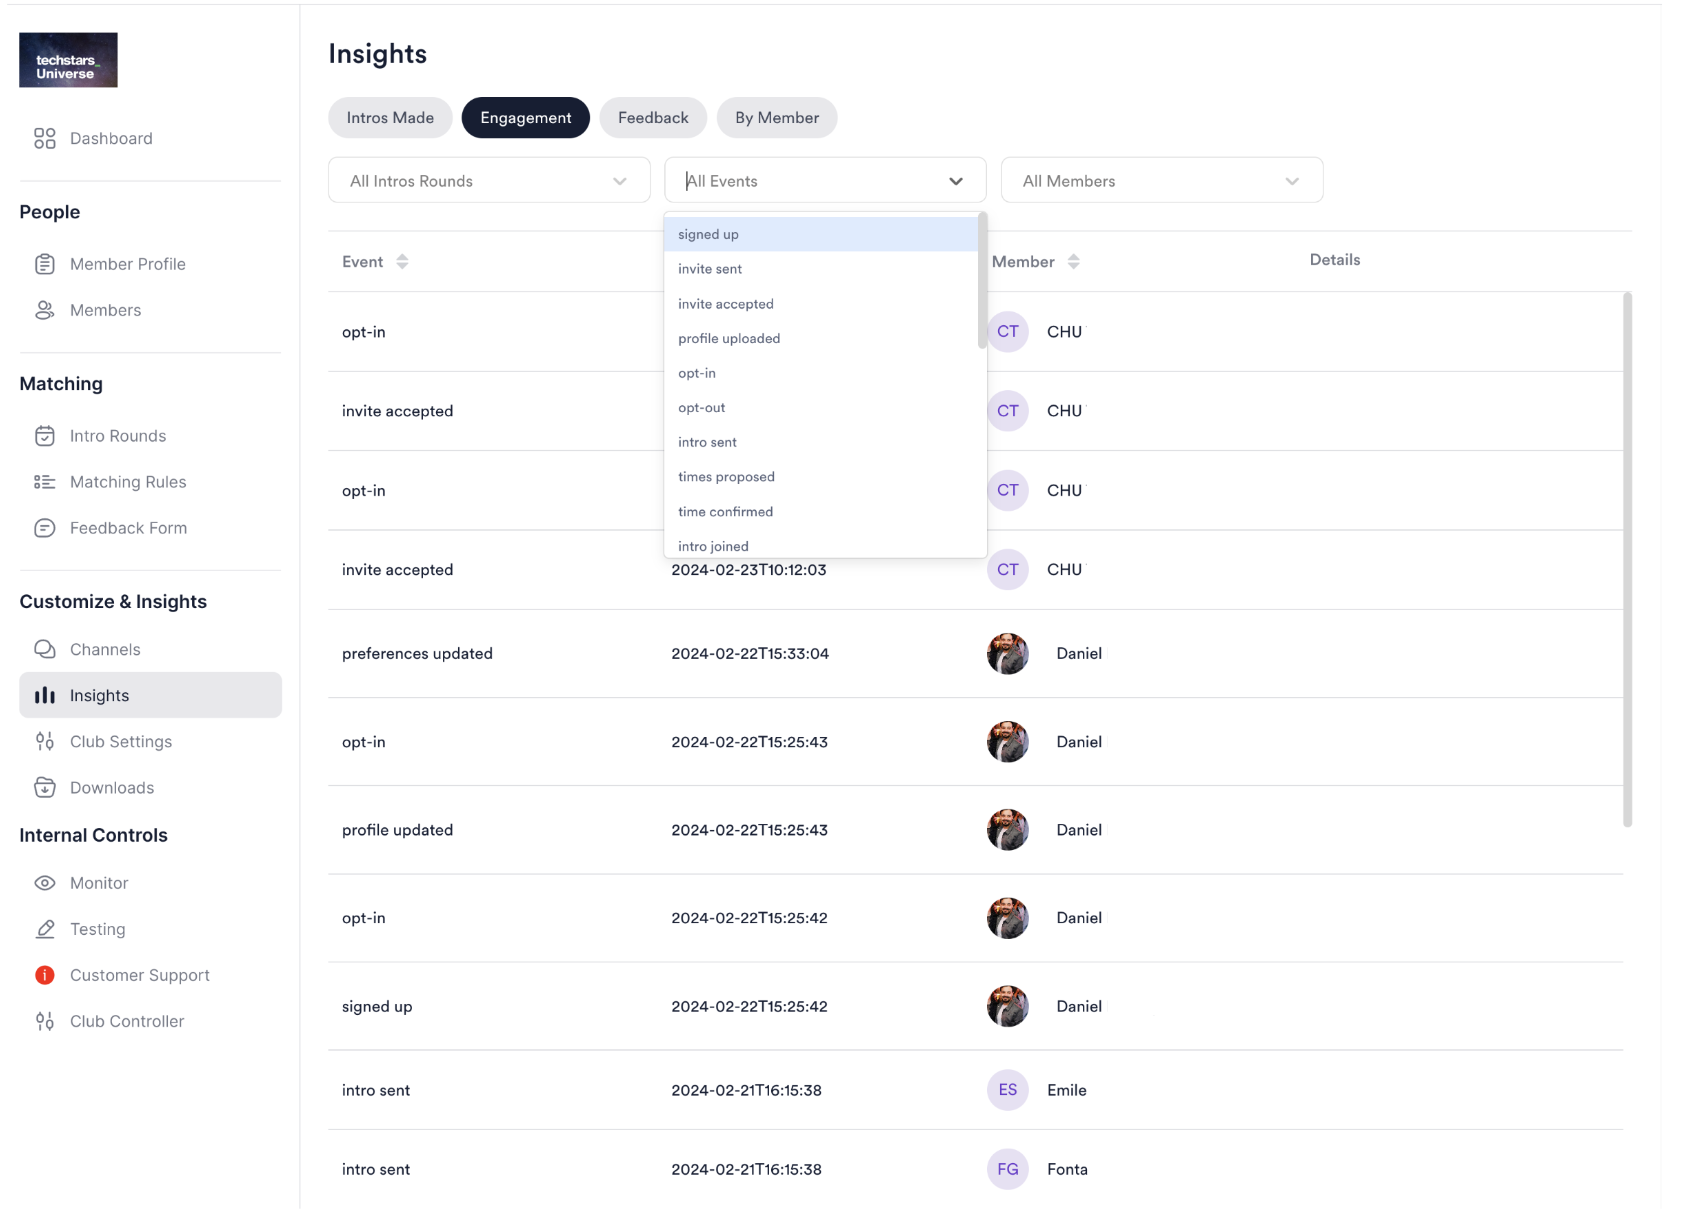 techstars_
Universe
Dashboard
People
Member Profile
Members
Matching
Intro Rounds
Matching Rules
Feedback Form
Customize & Insights
Channels
Insights
Club Settings
Downloads
Internal Controls
Monitor
Testing
Customer Support
Club Controller
Insights
Intros Made Engagement Feedback By Member
All Intros Rounds All Events All Members
signed up
invite sent
invite accepted
profile uploaded
opt-in
opt-out
intro sent
times proposed
time confirmed
intro joined
Event Member Details
opt-in CT CHU
invite accepted CT CHU
opt-in CT CHU
invite accepted 2024-02-23T10:12:03 CT CHU
preferences updated 2024-02-22T15:33:04 Daniel
opt-in 2024-02-22T15:25:43 Daniel
profile updated 2024-02-22T15:25:43 Daniel
opt-in 2024-02-22T15:25:42 Daniel
signed up 2024-02-22T15:25:42 Daniel
intro sent 2024-02-21T16:15:38 ES Emile
intro sent 2024-02-21T16:15:38 FG Fonta